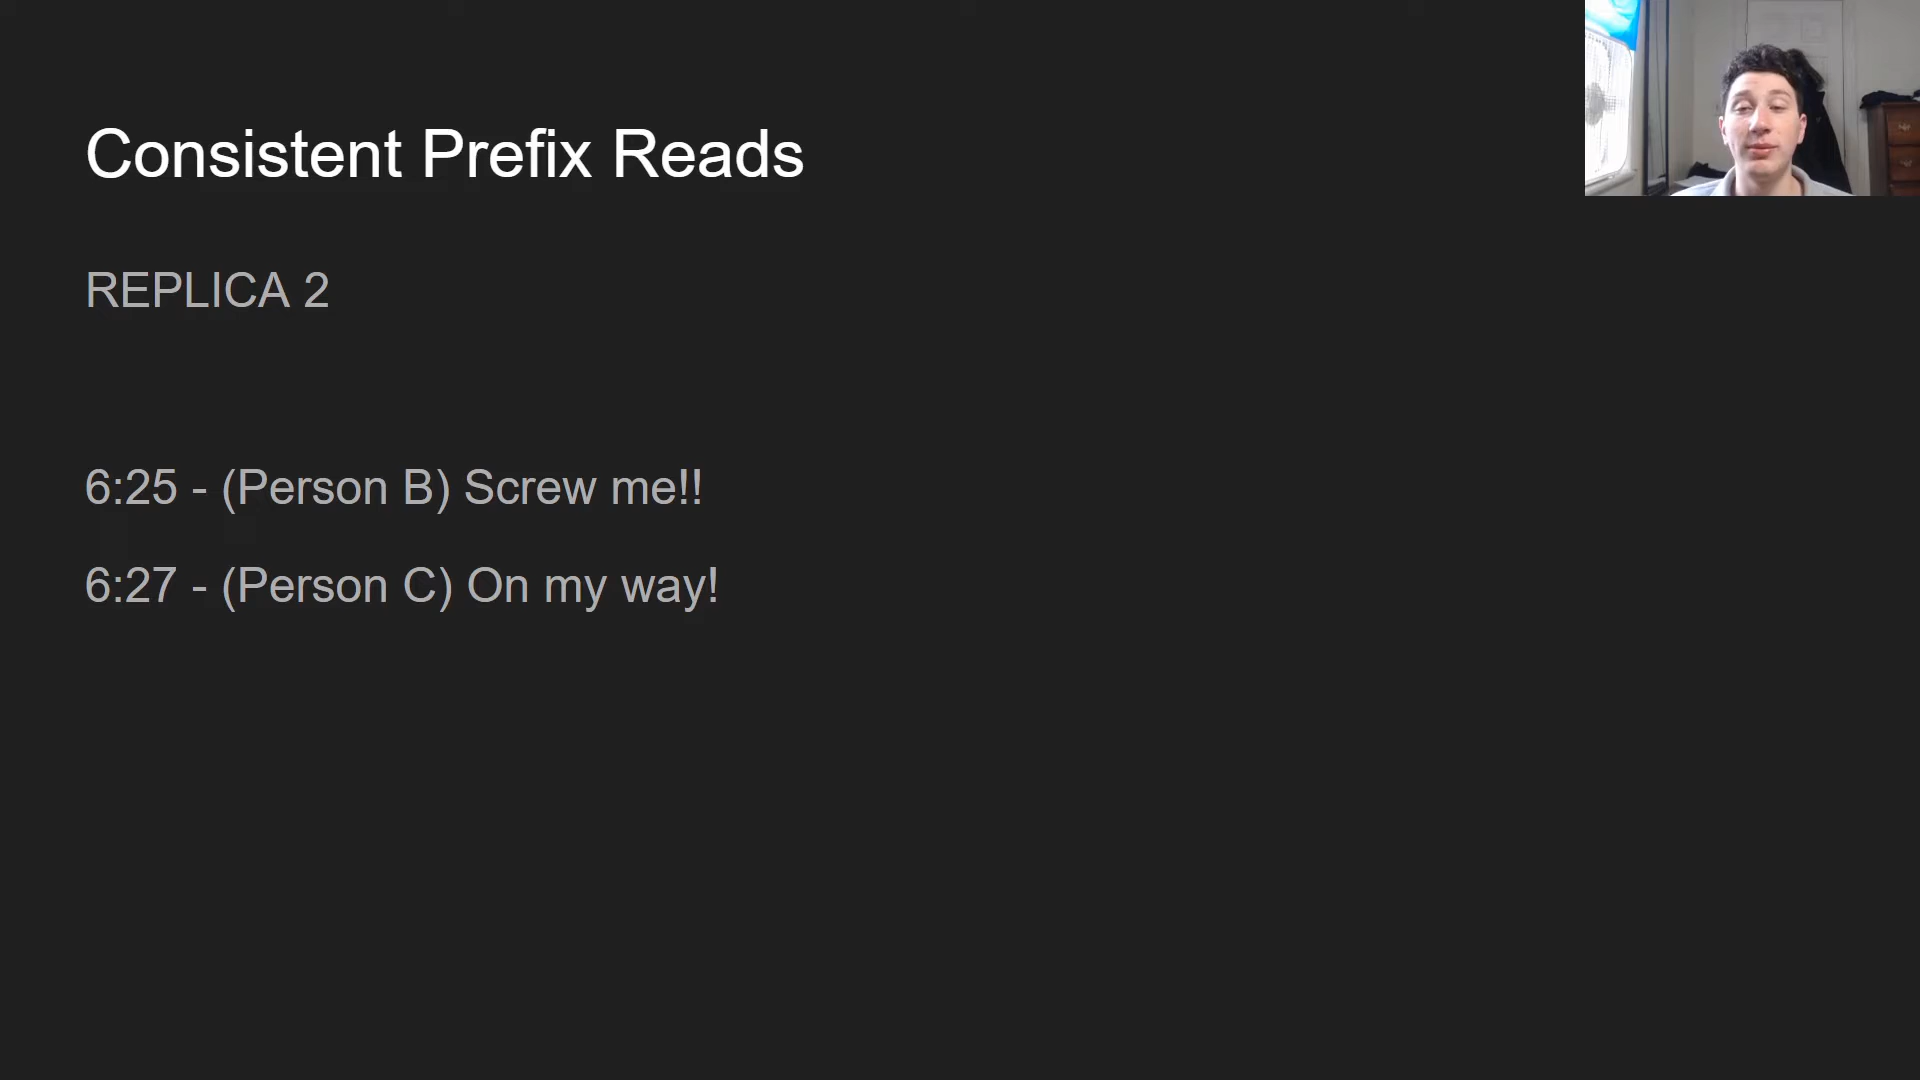 Consistent Prefix Reads
REPLICA 2
6:25 - (Person B) Screw me!!
6:27 - (Person C) On my way!